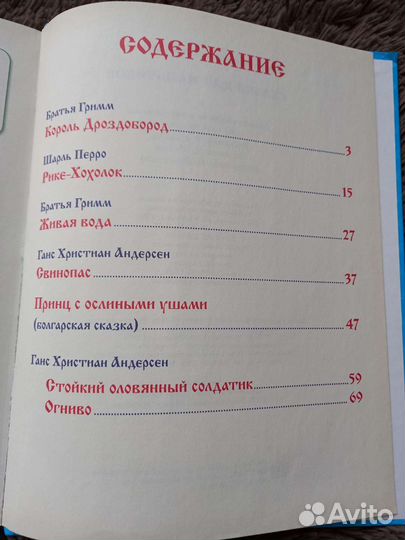 СОДЕРЖАНИЕ
Братья Гримм
Король Дроздобород 3
Шарль Перро
Рике-Хохолок 15
Братья Гримм
Живая вода 27
Ганс Христиан Андерсен
Свинопас 37
Принц с ослиными ушами
(болгарская сказка) 47
Ганс Христиан Андерсен
Стойкий оловянный солдатик 59
Огниво 69
Avito